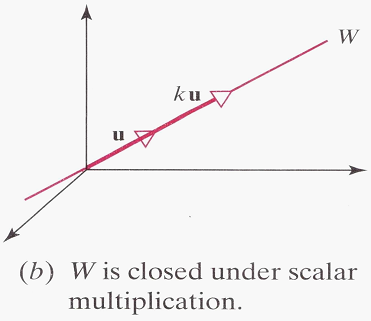 W
ku
u
(b) W is closed under scalar
multiplication.